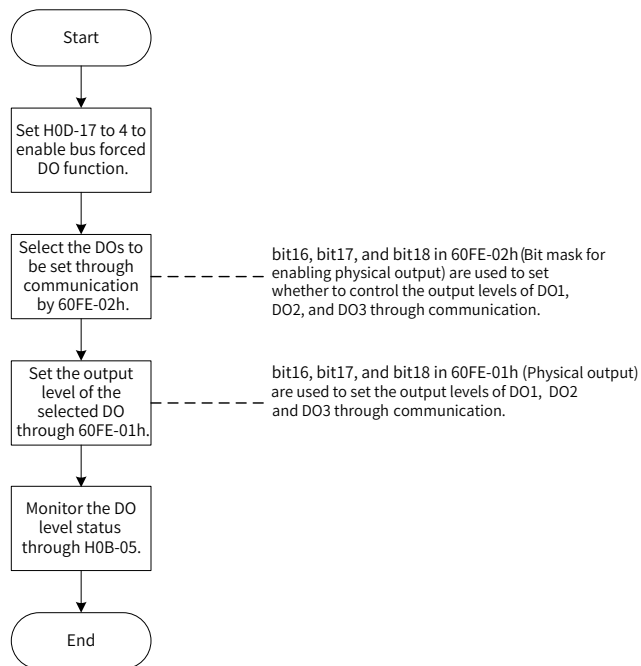 Start
Set H0D-17 to 4 to
enable bus forced
DO function.
Select the DOs to
be set through
communication
by 60FE-02h.
bit16, bit17, and bit18 in 60FE-02h (Bit mask for
enabling physical output) are used to set
whether to control the output levels of DO1,
DO2, and DO3 through communication.
Set the output
level of the
selected DO
through 60FE-01h.
bit16, bit17, and bit18 in 60FE-01h (Physical output)
are used to set the output levels of DO1, DO2
and DO3 through communication.
Monitor the DO
level status
through H0B-05.
End